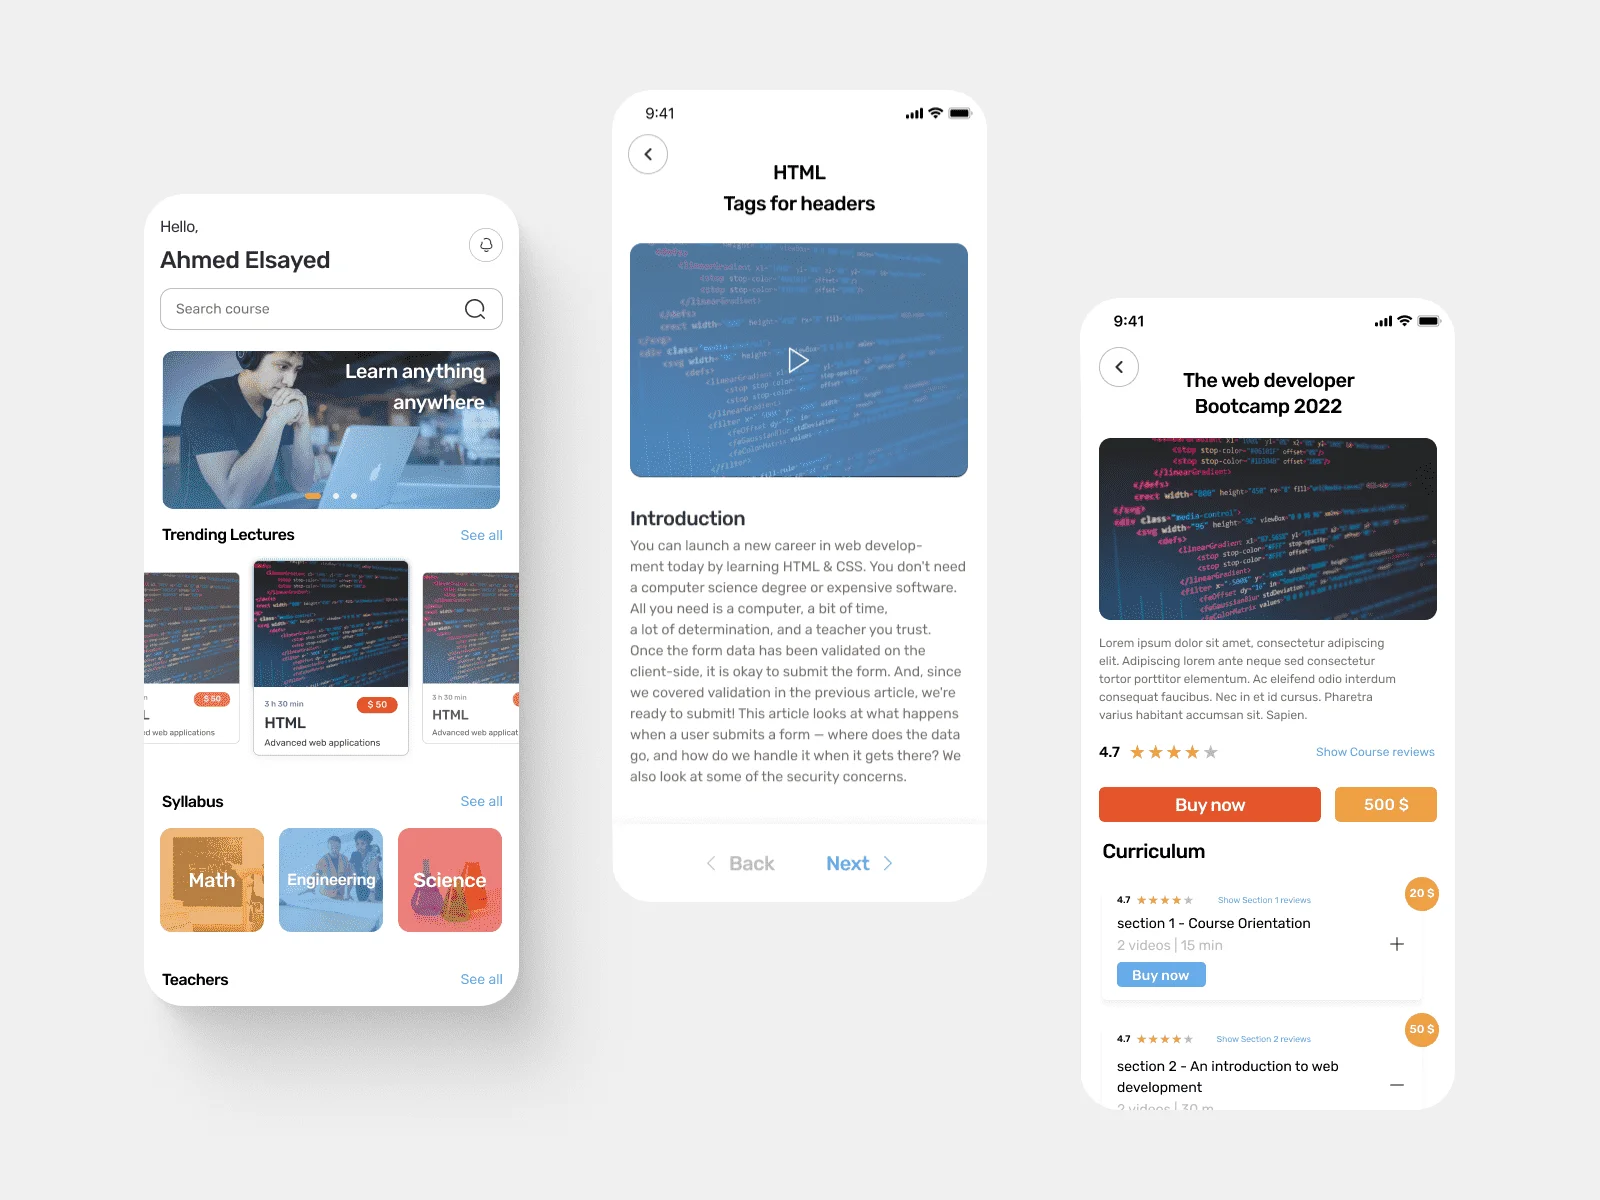 Hello,
Ahmed Elsayed
Search course
Learn anything
anywhere
Trending Lectures
See all
$ 50
3 h 30 min
$ 50
HTML
Advanced web applications
3 h 30 min
HTML
Advanced web applications
web applications
Syllabus
See all
Math
Engineering
Science
Teachers
See all
9:41
HTML
Tags for headers
Introduction
You can launch a new career in web develop-
ment today by learning HTML & CSS. You don't need
a computer science degree or expensive software.
All you need is a computer, a bit of time,
a lot of determination, and a teacher you trust.
Once the form data has been validated on the
client-side, it is okay to submit the form. And, since
we covered validation in the previous article, we're
ready to submit! This article looks at what happens
when a user submits a form — where does the data
go, and how do we handle it when it gets there? We
also look at some of the security concerns.
Back
Next
9:41
The web developer
Bootcamp 2022
Lorem ipsum dolor sit amet, consectetur adipiscing
elit. Adipiscing lorem ante neque sed consectetur
tortor porttitor elementum. Ac eleifend odio interdum
consequat faucibus. Nec in et id cursus. Pharetra
varius habitant accumsan sit. Sapien.
4.7
Show Course reviews
Buy now
500 $
Curriculum
20 $
4.7
Show Section 1 reviews
section 1 - Course Orientation
2 videos | 15 min
Buy now
50 $
4.7
Show Section 2 reviews
section 2 - An introduction to web
development
2 videos | 30 m